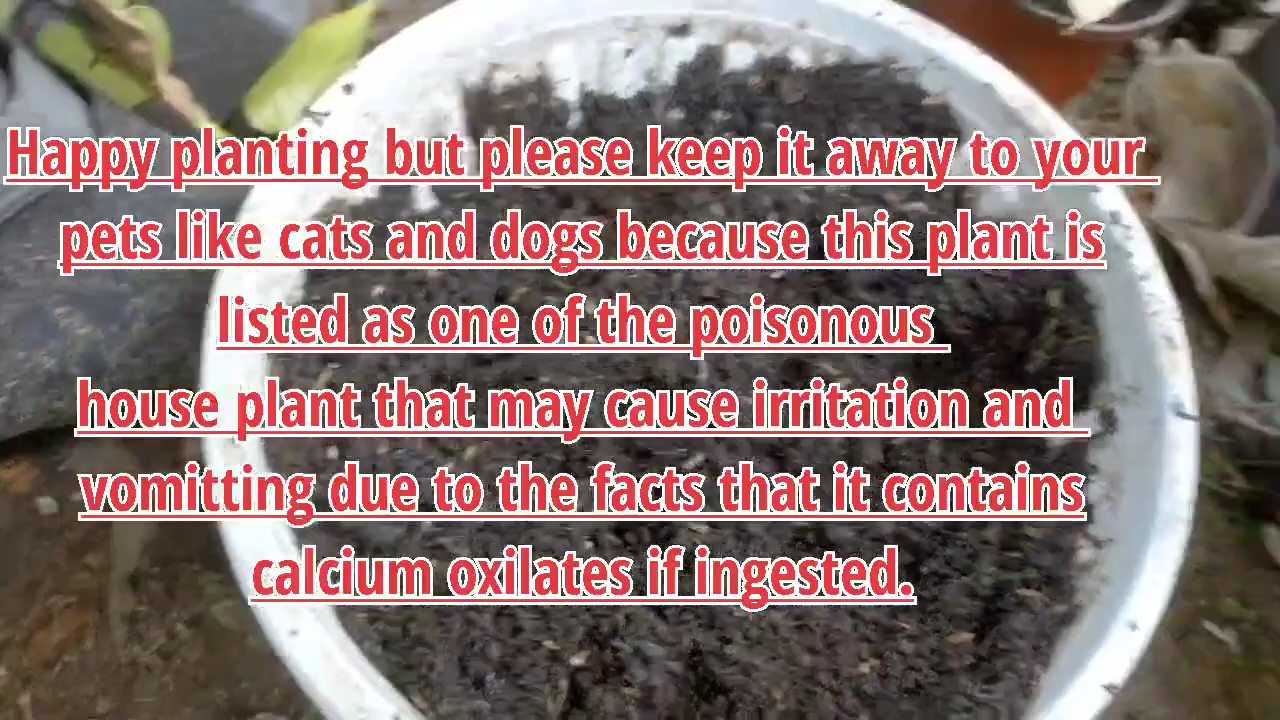 Happy planting but please keep it away to your
pets like cats and dogs because this plant is
listed as one of the poisonous
house plant that may cause irritation and
vomitting due to the facts that it contains
calcium oxilates if ingested.